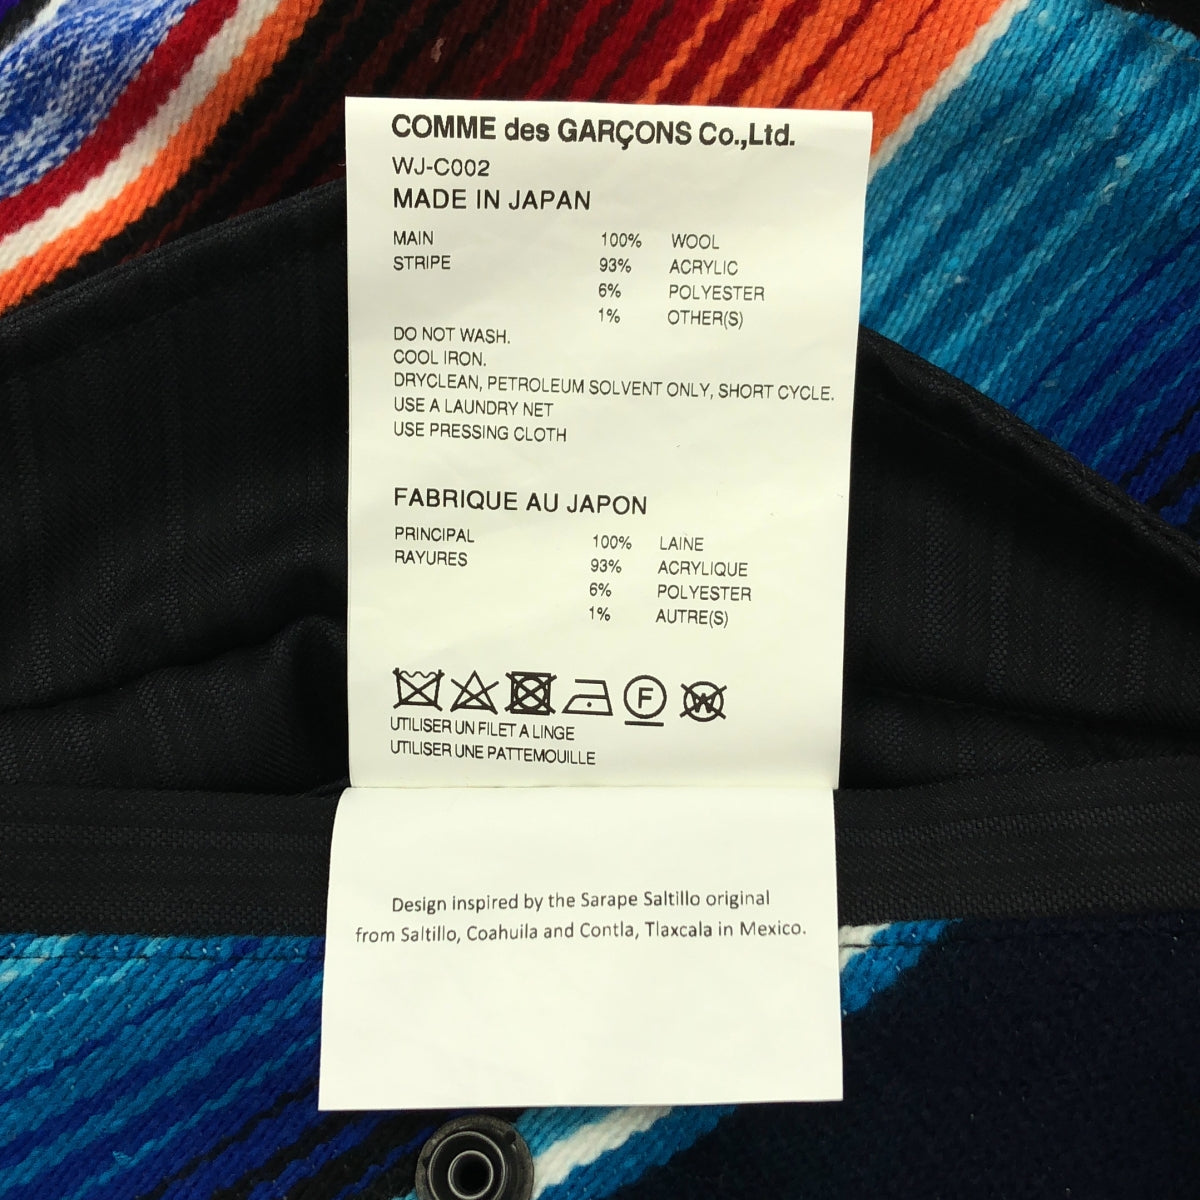 COMME des GARÇONS Co.,Ltd.
WJ-C002
MADE IN JAPAN
MAIN 100% WOOL
STRIPE 93% ACRYLIC
6% POLYESTER
1% OTHER(S)
DO NOT WASH.
COOL IRON.
DRYCLEAN, PETROLEUM SOLVENT ONLY, SHORT CYCLE.
USE A LAUNDRY NET
USE PRESSING CLOTH
FABRIQUE AU JAPON
PRINCIPAL 100% LAINE
RAYURES 93% ACRYLIQUE
6% POLYESTER
1% AUTRE(S)
F W
UTILISER UN FILET A LINGE
UTILISER UNE PATTEMOUILLE
Design inspired by the Sarape Saltillo original
from Saltillo, Coahuila and Contla, Tlaxcala in Mexico.